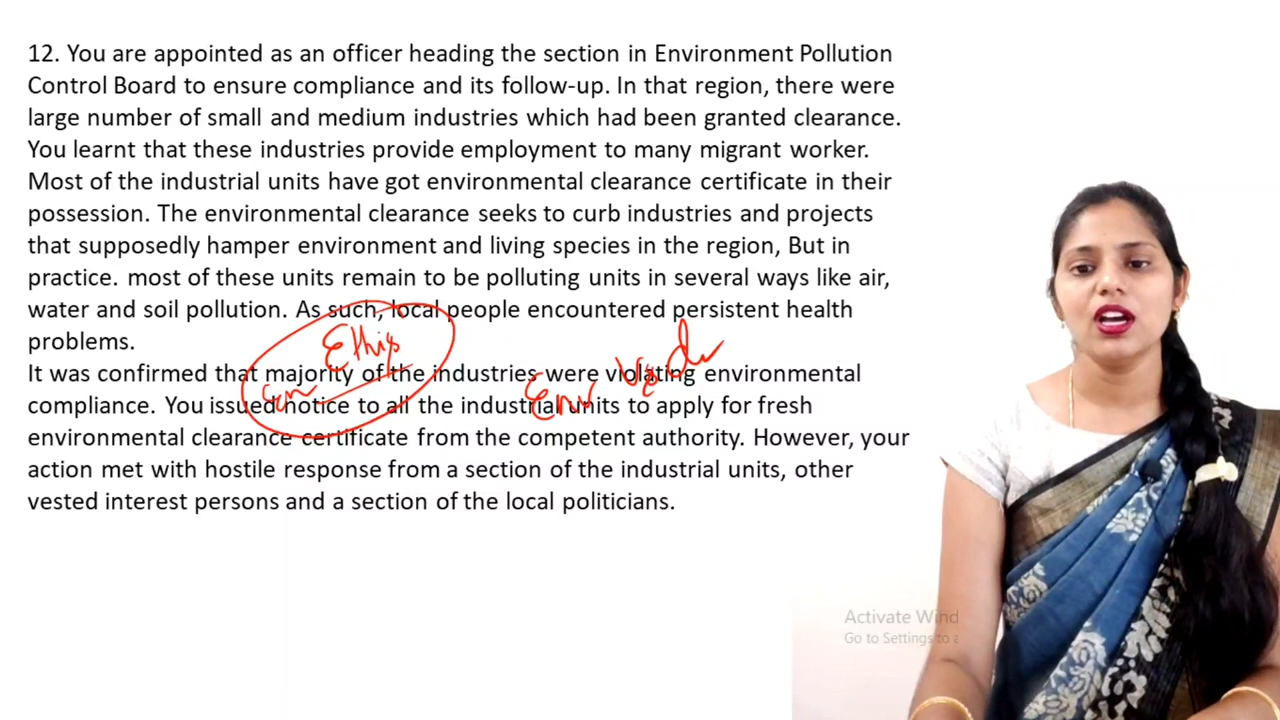 12. You are appointed as an officer heading the section in Environment Pollution
Control Board to ensure compliance and its follow-up. In that region, there were
large number of small and medium industries which had been granted clearance.
You learnt that these industries provide employment to many migrant worker.
Most of the industrial units have got environmental clearance certificate in their
possession. The environmental clearance seeks to curb industries and projects
that supposedly hamper environment and living species in the region, But in
practice. most of these units remain to be polluting units in several ways like air,
water and soil pollution. As such, local people encountered persistent health
problems.
Ethis
It was confirmed that majority of the industries were violating environmental
Env
compliance. You issued notice to all the industrial units to apply for fresh
environmental clearance certificate from the competent authority. However, your
action met with hostile response from a section of the industrial units, other
vested interest persons and a section of the local politicians.
Activate Wind
Go to Settings to a